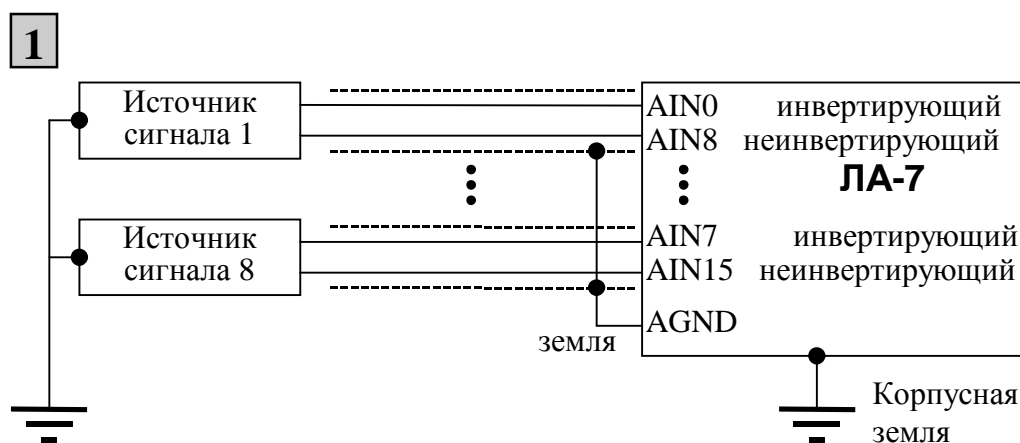 1
Источник
сигнала 1
AIN0 инвертирующий
AIN8 неинвертирующий
ЛА-7
Источник
сигнала 8
AIN7 инвертирующий
AIN15 неинвертирующий
AGND
земля
Корпусная
земля